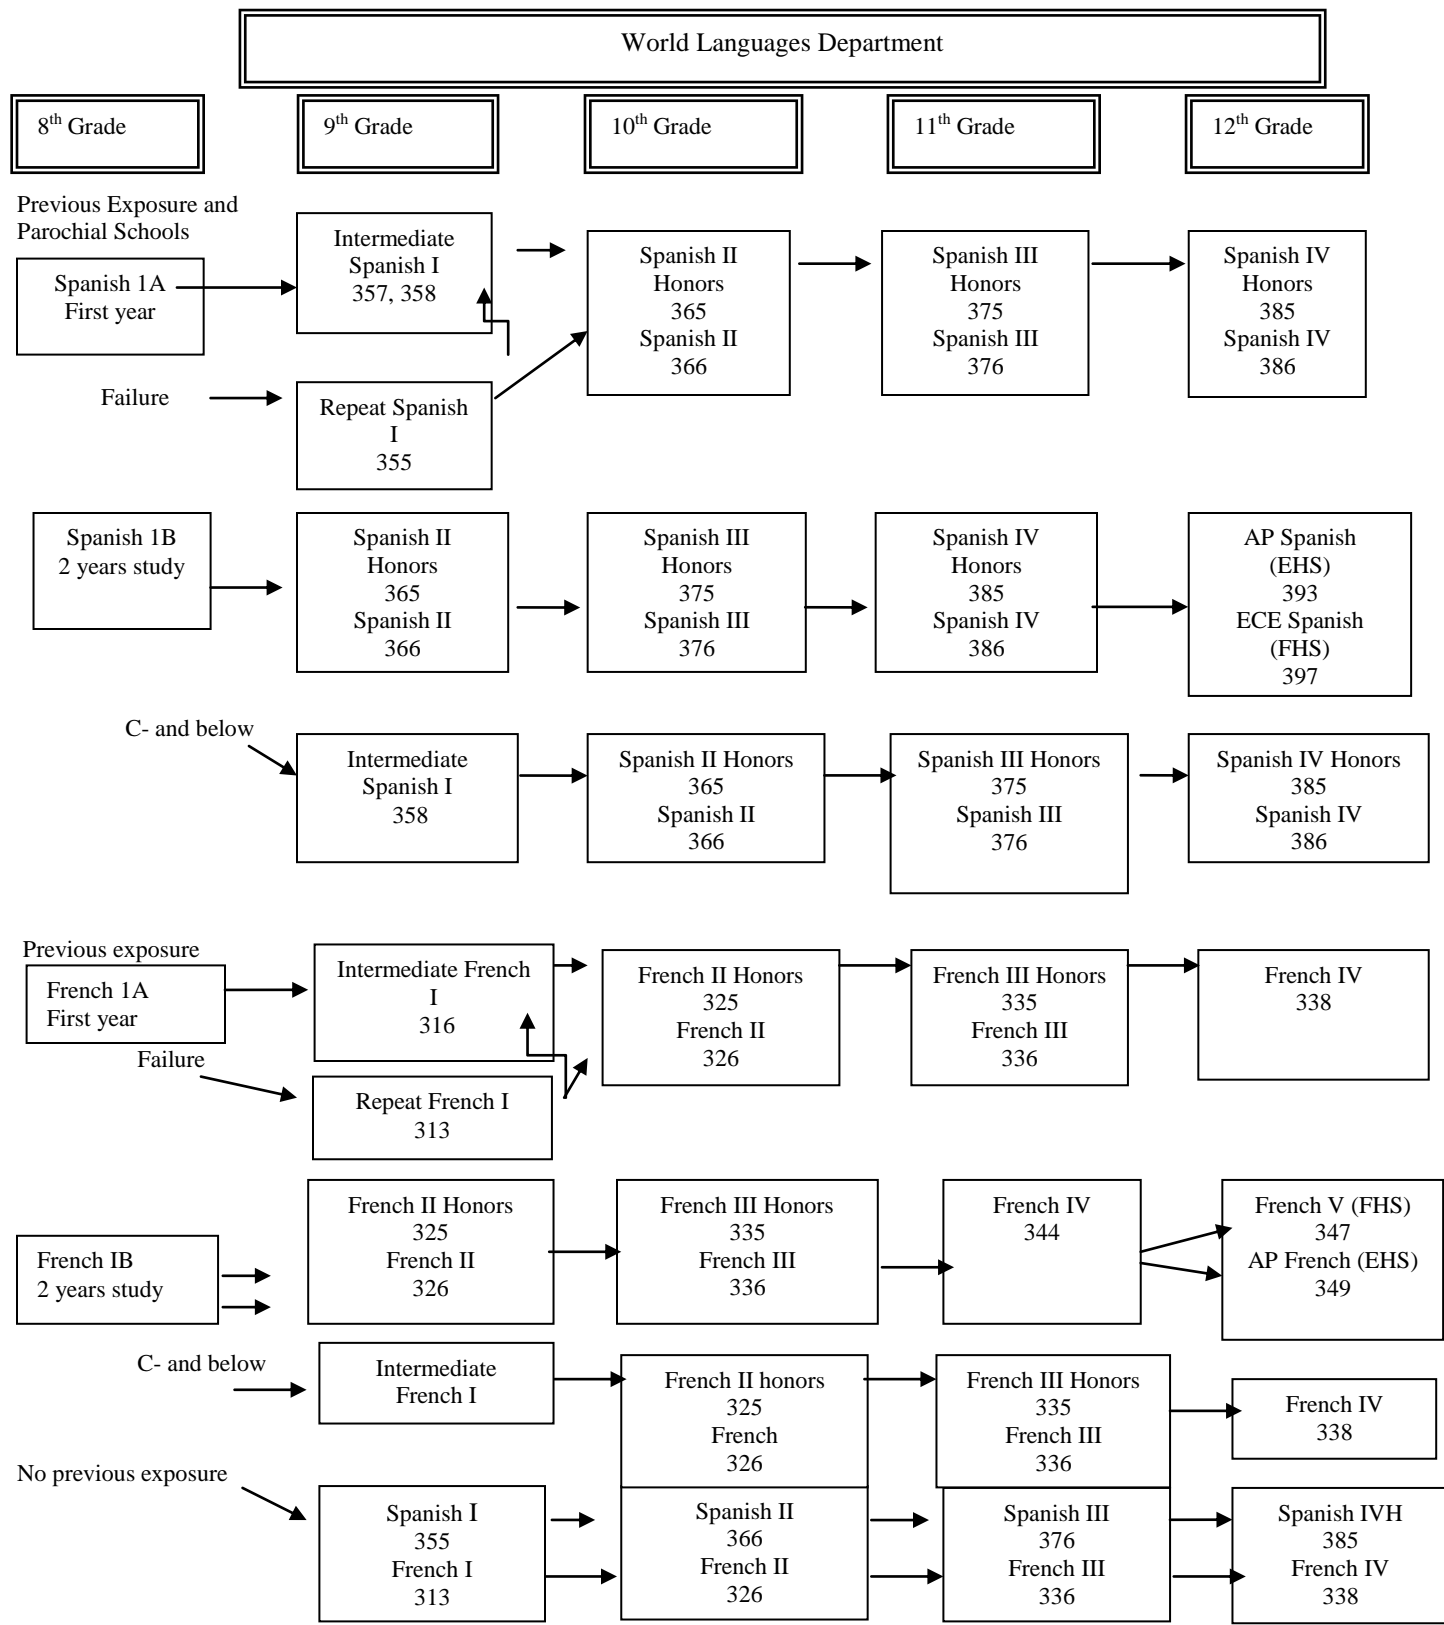 World Languages Department
8th Grade
9th Grade
10th Grade
11th Grade
12th Grade
Previous Exposure and
Parochial Schools
Spanish 1A
First year
Intermediate
Spanish I
357, 358
Spanish II
Honors
365
Spanish II
366
Spanish III
Honors
375
Spanish III
376
Spanish IV
Honors
385
Spanish IV
386
Failure
Repeat Spanish
I
355
Spanish 1B
2 years study
Spanish II
Honors
365
Spanish II
366
Spanish III
Honors
375
Spanish III
376
Spanish IV
Honors
385
Spanish IV
386
AP Spanish
(EHS)
393
ECE Spanish
(FHS)
397
C- and below
Intermediate
Spanish I
358
Spanish II Honors
365
Spanish II
366
Spanish III Honors
375
Spanish III
376
Spanish IV Honors
385
Spanish IV
386
Previous exposure
French 1A
First year
Intermediate French
I
316
French II Honors
325
French II
326
French III Honors
335
French III
336
French IV
338
Failure
Repeat French I
313
French IB
2 years study
French II Honors
325
French II
326
French III Honors
335
French III
336
French IV
344
French V (FHS)
347
AP French (EHS)
349
C- and below
Intermediate
French I
French II honors
325
French
326
French III Honors
335
French III
336
French IV
338
No previous exposure
Spanish I
355
French I
313
Spanish II
366
French II
326
Spanish III
376
French III
336
Spanish IVH
385
French IV
338